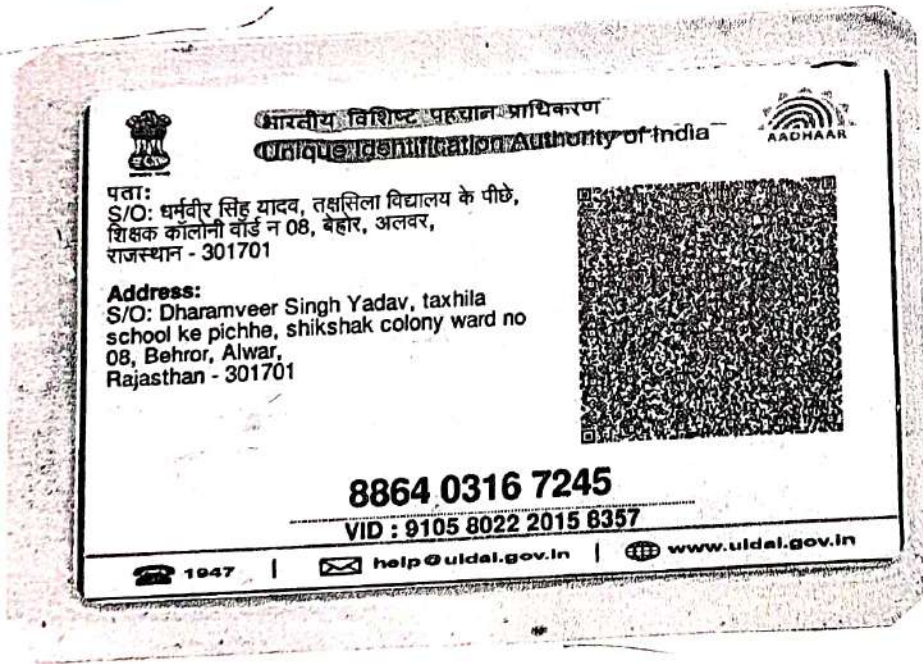 भारतीय विशिष्ट पहचान प्राधिकरण
Unique Identification Authority of India
AADHAAR
पता:
S/O: धर्मवीर सिंह यादव, तक्षसिला विद्यालय के पीछे,
शिक्षक कॉलोनी वॉर्ड न 08, बेहोर, अलवर,
राजस्थान - 301701
Address:
S/O: Dharamveer Singh Yadav, taxhila
school ke pichhe, shikshak colony ward no
08, Behror, Alwar,
Rajasthan - 301701
8864 0316 7245
VID : 9105 8022 2015 6357
1947 | help@uidai.gov.in | www.uidai.gov.in